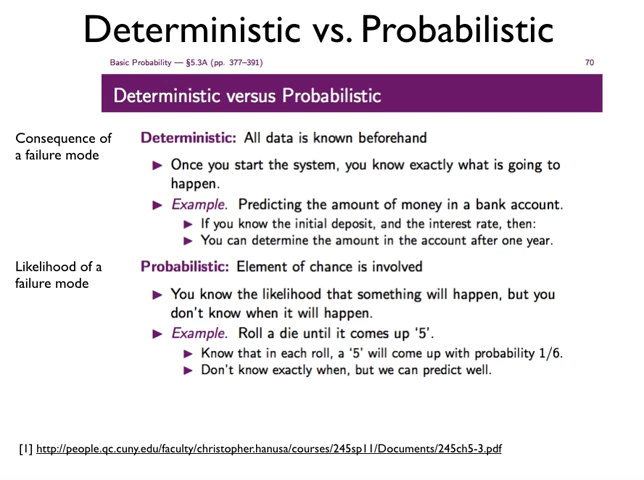 Deterministic vs. Probabilistic
Basic Probability — §5.3A (pp. 377–391) 70
Deterministic versus Probabilistic
Consequence of
a failure mode
Deterministic: All data is known beforehand
► Once you start the system, you know exactly what is going to
happen.
► Example. Predicting the amount of money in a bank account.
► If you know the initial deposit, and the interest rate, then:
► You can determine the amount in the account after one year.
Likelihood of a
failure mode
Probabilistic: Element of chance is involved
► You know the likelihood that something will happen, but you
don't know when it will happen.
► Example. Roll a die until it comes up ‘5’.
► Know that in each roll, a ‘5’ will come up with probability 1/6.
► Don't know exactly when, but we can predict well.
[1] http://people.qc.cuny.edu/faculty/christopher.hanusa/courses/245sp11/Documents/245ch5-3.pdf